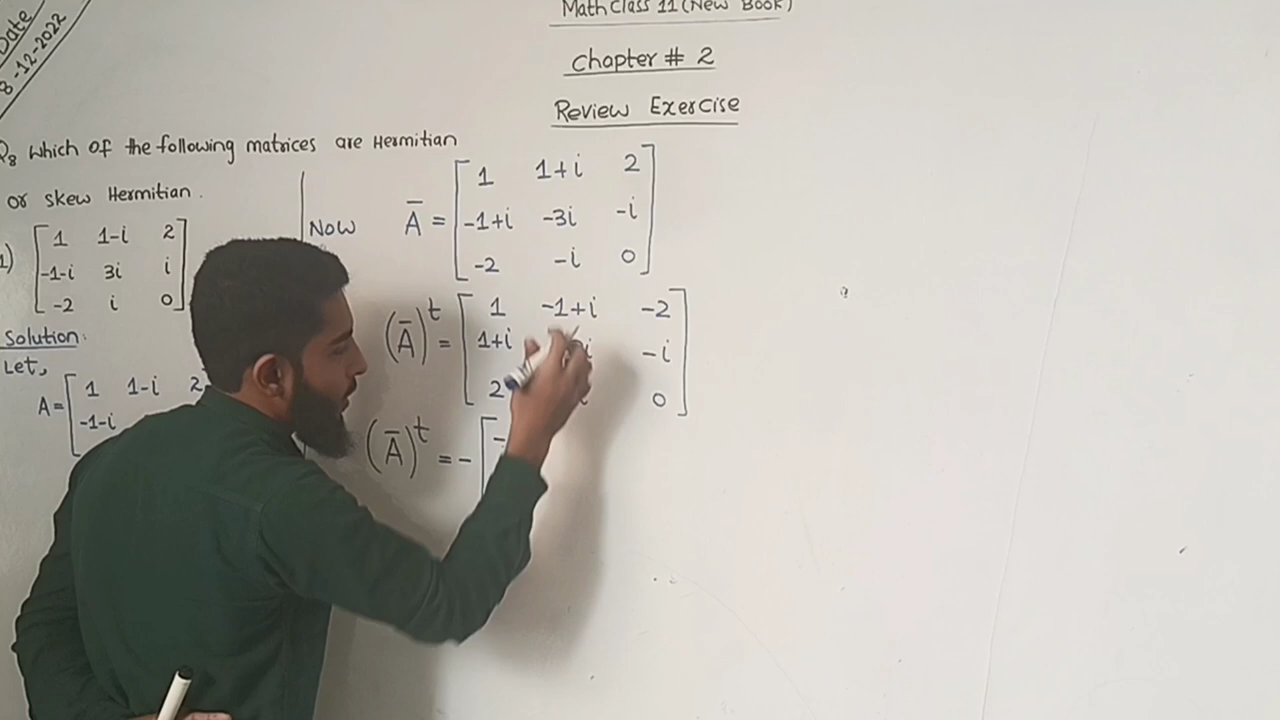 Date
8-12-2022
Math Class 11 (New Book)
Chapter # 2
Review Exercise
Q8 Which of the following matrices are Hermitian
or skew Hermitian.
1) [1 1-i 2
-1-i 3i i
-2 i 0]
Solution:
Let,
A = [1 1-i 2
-1-i
Now
Ā = [1 1+i 2
-1+i -3i -i
-2 -i 0]
(Ā)^t = [1 -1+i -2
1+i i -i
2 i 0]
(Ā)^t = - [-